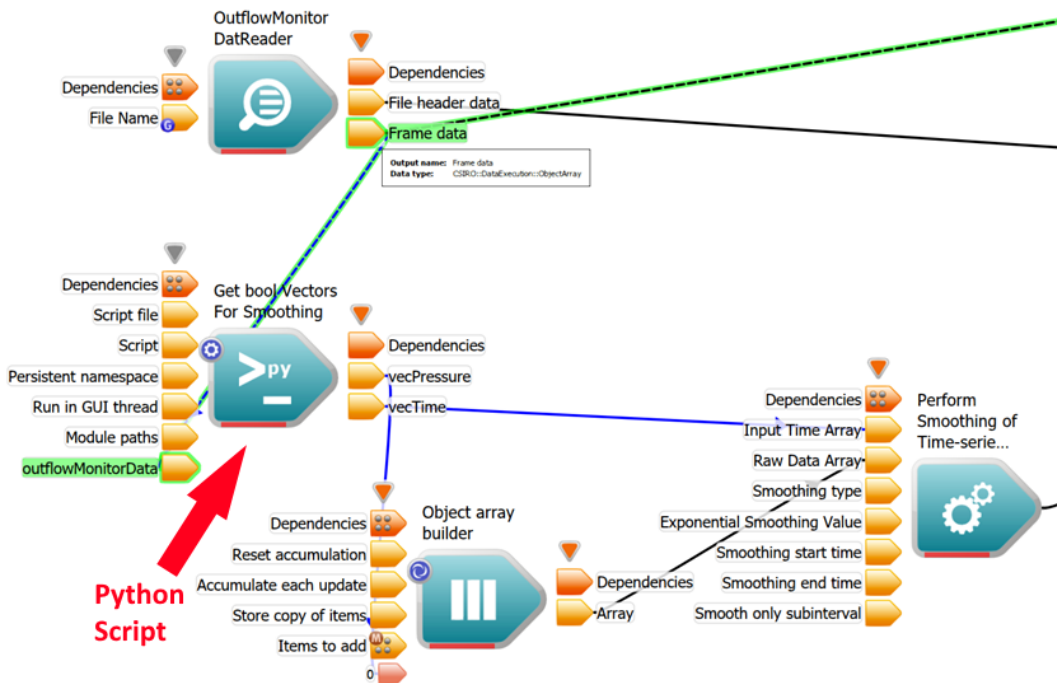 OutflowMonitor
DatReader
Dependencies
File Name
G
Dependencies
File header data
Frame data
Output name: Frame data
Data type: CSIRO::DataExecution::ObjectArray
Dependencies
Script file
Script
Persistent namespace
Run in GUI thread
Module paths
outflowMonitorData
Get bool Vectors
For Smoothing
>py
_
Dependencies
vecPressure
vecTime
Python
Script
Dependencies
Reset accumulation
Accumulate each update
Store copy of items
Items to add
M
0
Object array
builder
Dependencies
Array
Dependencies
Input Time Array
Raw Data Array
Smoothing type
Exponential Smoothing Value
Smoothing start time
Smoothing end time
Smooth only subinterval
Perform
Smoothing of
Time-serie...